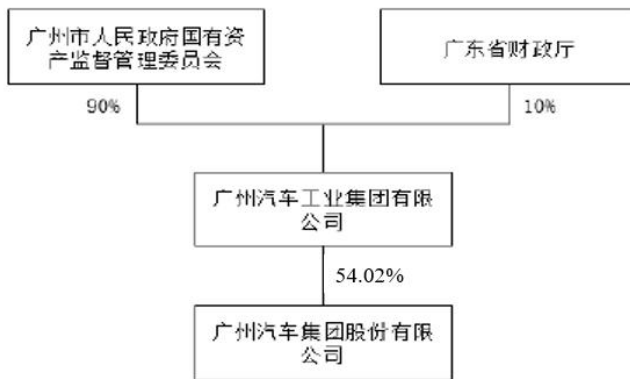 广州市人民政府国有资
产监督管理委员会
广东省财政厅
90%
10%
广州汽车工业集团有限
公司
54.02%
广州汽车集团股份有限
公司